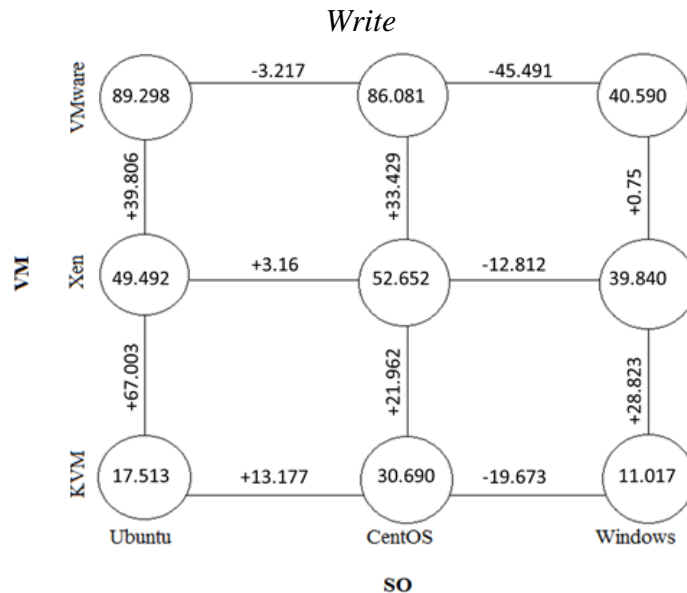 Write
-3.217
-45.491
VMware
89.298
86.081
40.590
+39.806
+33.429
+0.75
VM
Xen
+3.16
-12.812
49.492
52.652
39.840
+67.003
+21.962
+28.823
KVM
17.513
+13.177
30.690
-19.673
11.017
Ubuntu
CentOS
Windows
SO